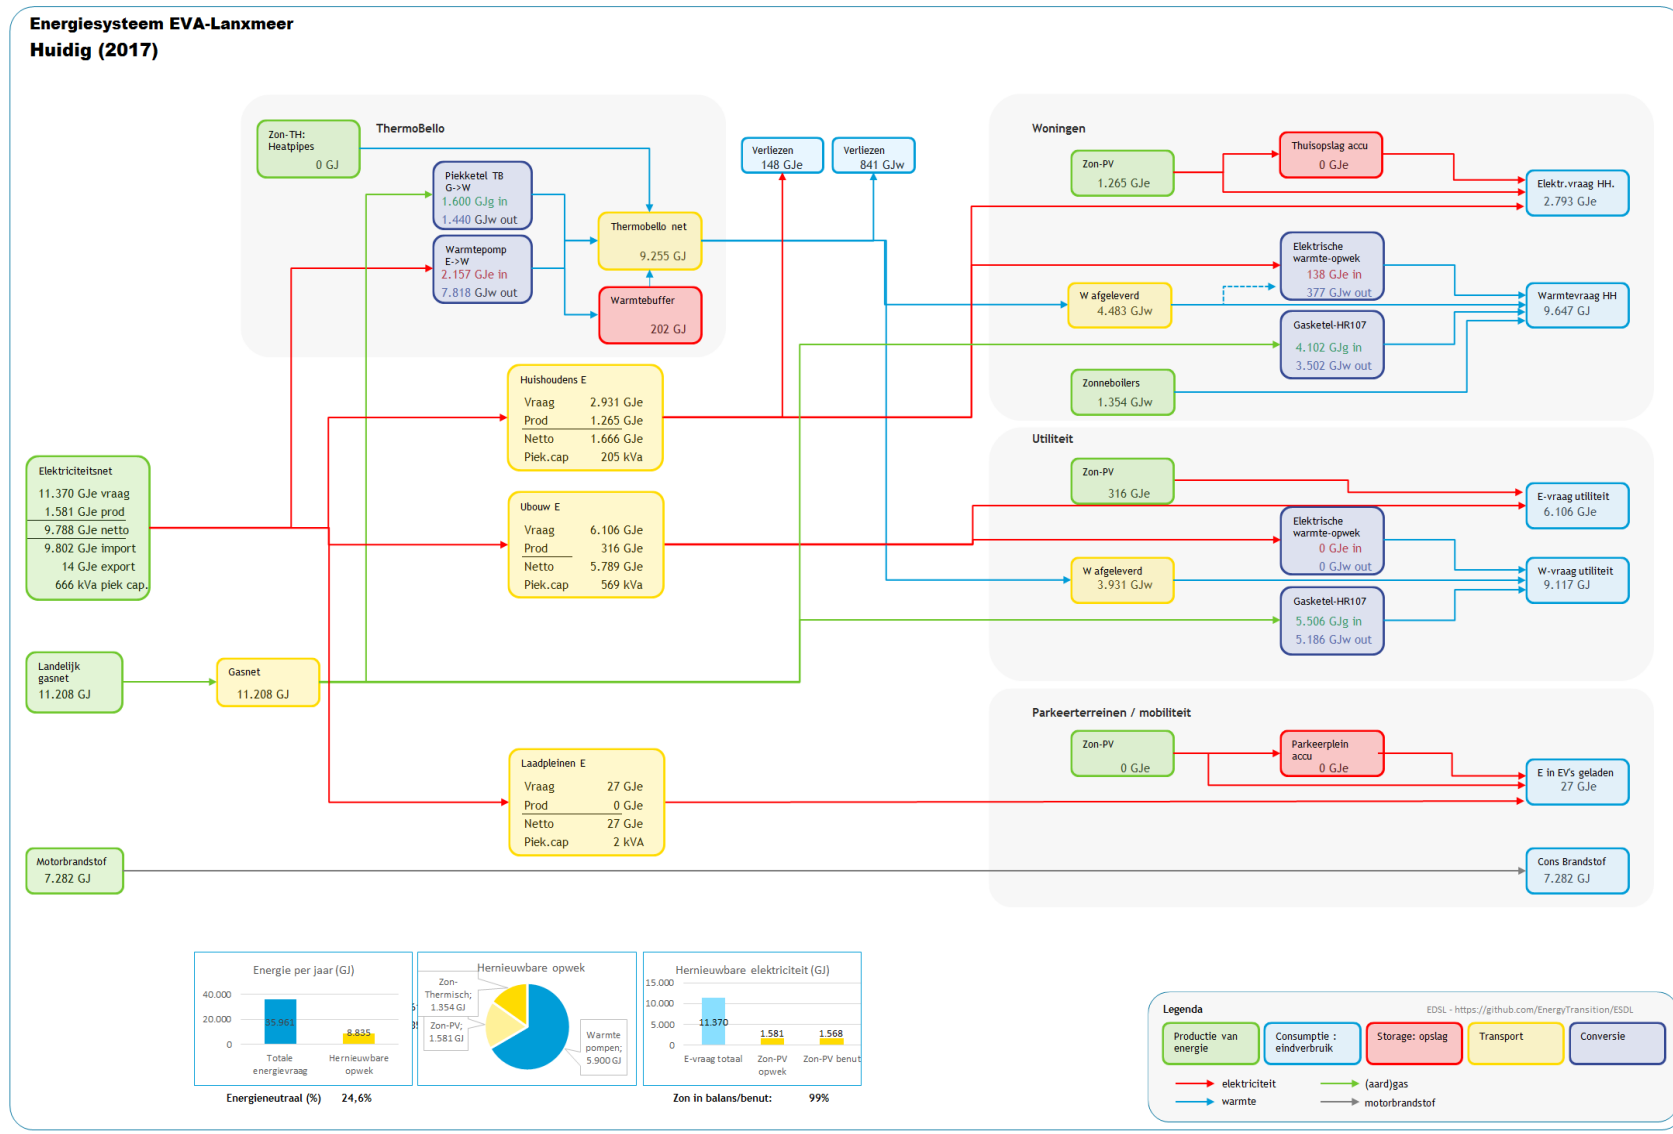 Energiesysteem EVA-Lanxmeer
Huidig (2017)
ThermoBello
Zon-TH:
Heatpipes
0 GJ
Piekketel TB
G->W
1.600 GJg in
1.440 GJw out
Warmtepomp
E->W
2.157 GJe in
7.818 GJw out
Thermobello net
9.255 GJ
Warmtebuffer
202 GJ
Verliezen
148 GJe
Verliezen
841 GJw
Woningen
Zon-PV
1.265 GJe
Thuisopslag accu
0 GJe
Elektr.vraag HH.
2.793 GJe
Elektrische
warmte-opwek
138 GJe in
377 GJw out
W afgeleverd
4.483 GJw
Warmtevraag HH
9.647 GJ
Gasketel-HR107
4.102 GJg in
3.502 GJw out
Zonneboilers
1.354 GJw
Huishoudens E
Vraag 2.931 GJe
Prod 1.265 GJe
Netto 1.666 GJe
Piek.cap 205 kVa
Elektriciteitsnet
11.370 GJe vraag
1.581 GJe prod
9.788 GJe netto
9.802 GJe import
14 GJe export
666 kVa piek cap.
Ubouw E
Vraag 6.106 GJe
Prod 316 GJe
Netto 5.789 GJe
Piek.cap 569 kVa
Utiliteit
Zon-PV
316 GJe
E-vraag utiliteit
6.106 GJe
Elektrische
warmte-opwek
0 GJe in
0 GJw out
W afgeleverd
3.931 GJw
W-vraag utiliteit
9.117 GJ
Gasketel-HR107
5.506 GJg in
5.186 GJw out
Landelijk
gasnet
11.208 GJ
Gasnet
11.208 GJ
Parkeerterreinen / mobiliteit
Zon-PV
0 GJe
Parkeerplein
accu
0 GJe
E in EV's geladen
27 GJe
Laadpleinen E
Vraag 27 GJe
Prod 0 GJe
Netto 27 GJe
Piek.cap 2 kVA
Motorbrandstof
7.282 GJ
Cons Brandstof
7.282 GJ
Energie per jaar (GJ)
40.000
20.000
0
35.961
8.835
Totale
energievraag
Hernieuwbare
opwek
Energieneutraal (%) 24,6%
Hernieuwbare opwek
Zon-
Thermisch;
1.354 GJ
Zon-PV;
1.581 GJ
Warmte
pompen;
5.900 GJ
Hernieuwbare elektriciteit (GJ)
15.000
10.000
5.000
0
11.370
1.581
1.568
E-vraag totaal
Zon-PV
opwek
Zon-PV benut
Zon in balans/benut: 99%
Legenda
EDSL - https://github.com/EnergyTransition/ESDL
Productie van
energie
Consumptie :
eindverbruik
Storage: opslag
Transport
Conversie
elektriciteit
(aard)gas
warmte
motorbrandstof